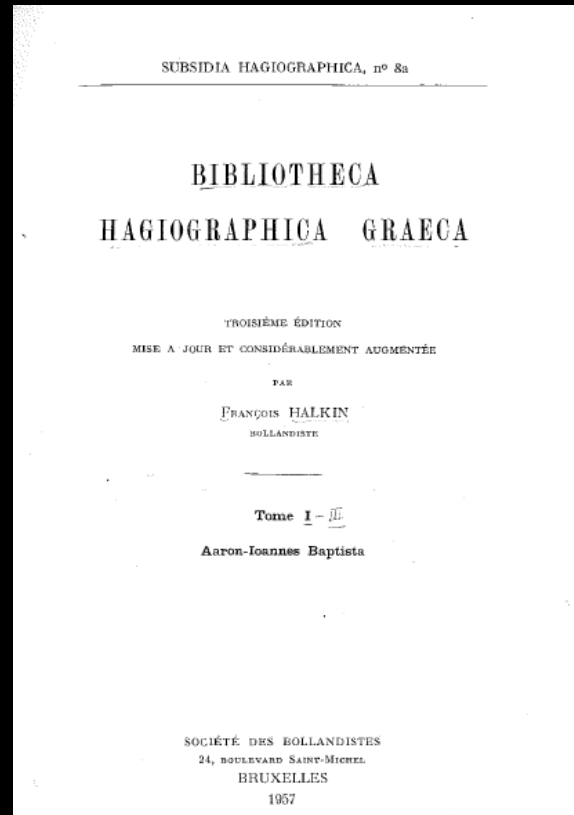 SUBSIDIA HAGIOGRAPHICA, nº 8a
BIBLIOTHECA
HAGIOGRAPHICA GRAECA
TROISIÈME ÉDITION
MISE A JOUR ET CONSIDÉRABLEMENT AUGMENTÉE
PAR
FRANÇOIS HALKIN
BOLLANDISTE
Tome I - III
Aaron-Ioannes Baptista
SOCIÉTÉ DES BOLLANDISTES
24, BOULEVARD SAINT-MICHEL
BRUXELLES
1957